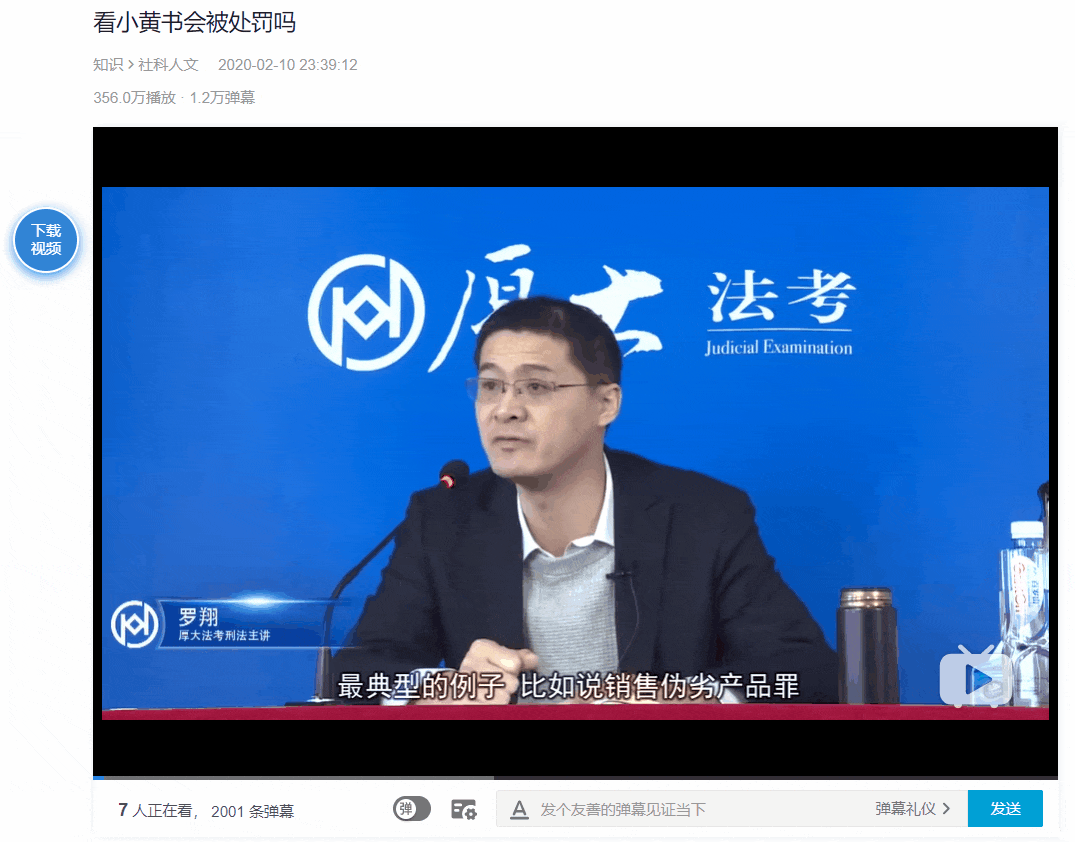 看小黄书会被处罚吗
知识 > 社科人文 2020-02-10 23:39:12
356.0万播放 · 1.2万弹幕
下载
视频
厚大 法考
Judicial Examination
罗翔
厚大法考刑法主讲
最典型的例子 比如说销售伪劣产品罪
7 人正在看， 2001 条弹幕
弹
A 发个友善的弹幕见证当下 弹幕礼仪 >
发送